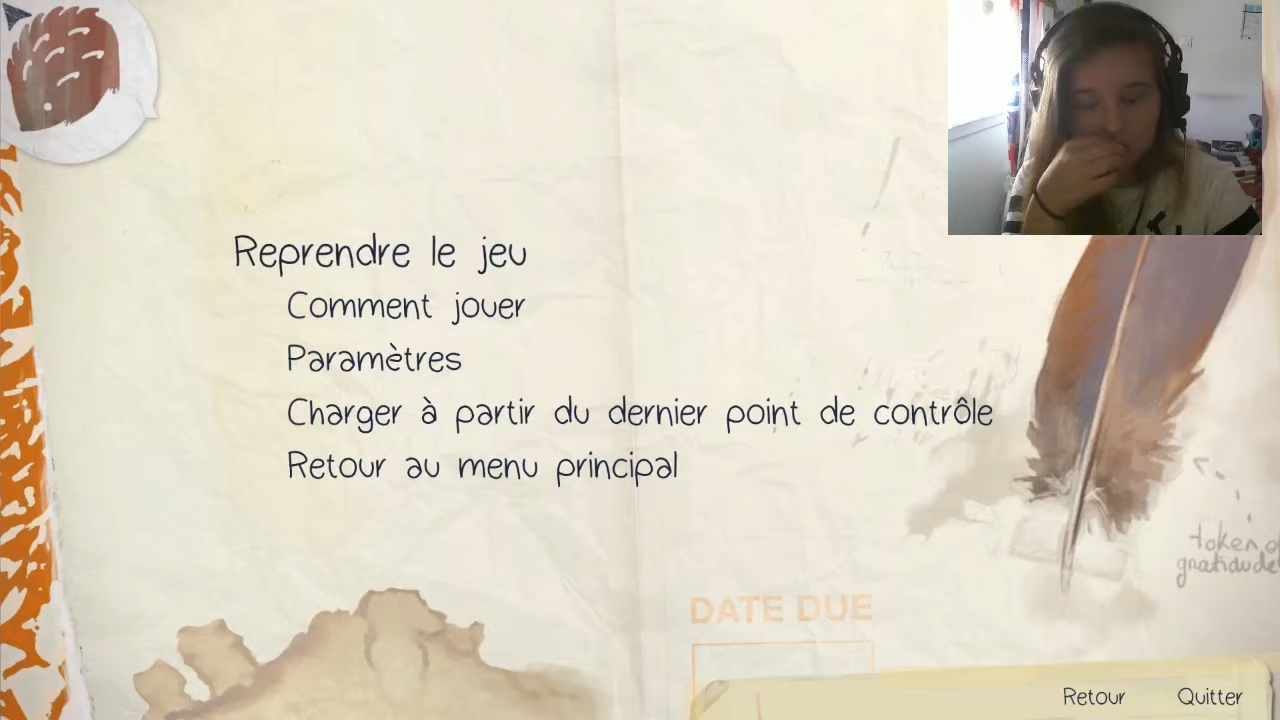 Reprendre le jeu
Comment jouer
Paramètres
Charger à partir du dernier point de contrôle
Retour au menu principal
token o
gratidude
DATE DUE
Retour Quitter